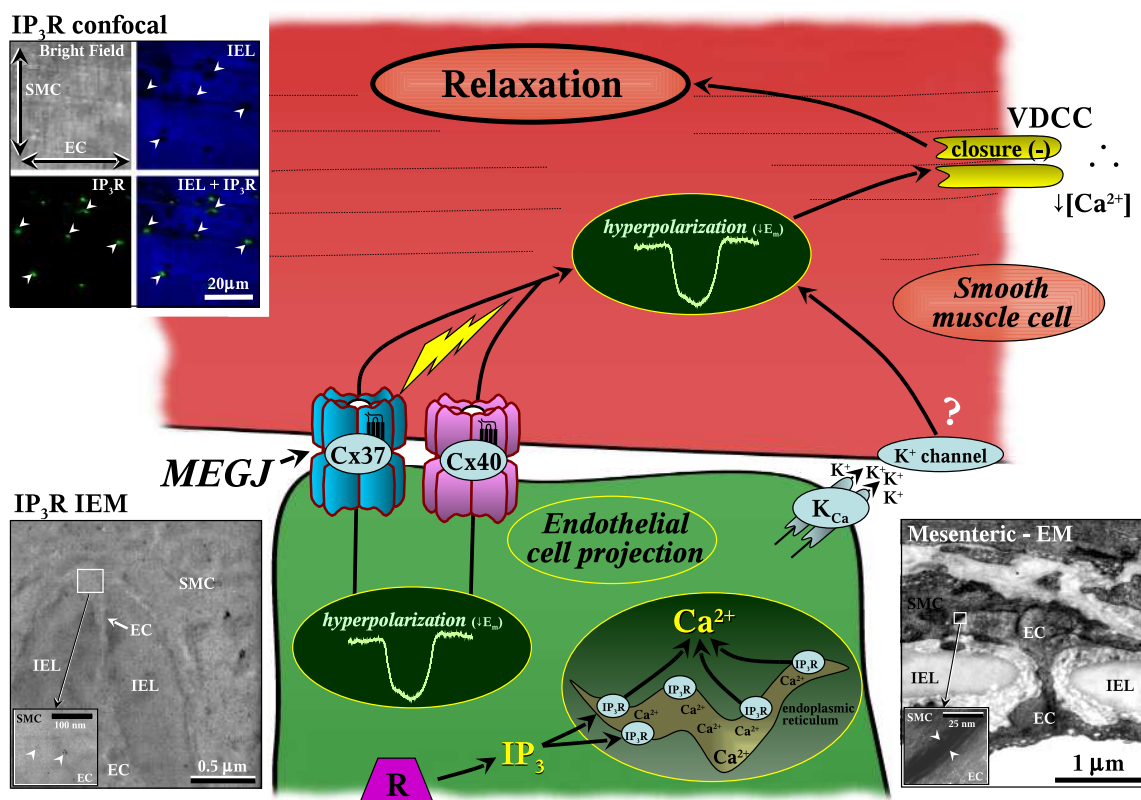 IP₃R confocal
Bright Field
SMC
EC
IEL
IP₃R
IEL + IP₃R
20µm
Relaxation
VDCC
closure (-)
∴
↓[Ca²⁺]
hyperpolarization (↓Eₘ)
Smooth
muscle cell
?
K⁺ channel
K⁺
K⁺
K⁺
K⁺
K_Ca
MEGJ
Cx37
Cx40
Endothelial
cell projection
hyperpolarization (↓Eₘ)
Ca²⁺
IP₃R
IP₃R
IP₃R
IP₃R
IP₃R
Ca²⁺
Ca²⁺
Ca²⁺
Ca²⁺
Ca²⁺
Ca²⁺
Ca²⁺
endoplasmic
reticulum
IP₃
R
IP₃R IEM
SMC
EC
IEL
IEL
SMC
100 nm
EC
EC
0.5 µm
Mesenteric - EM
SMC
EC
IEL
IEL
EC
25 nm
EC
1 µm